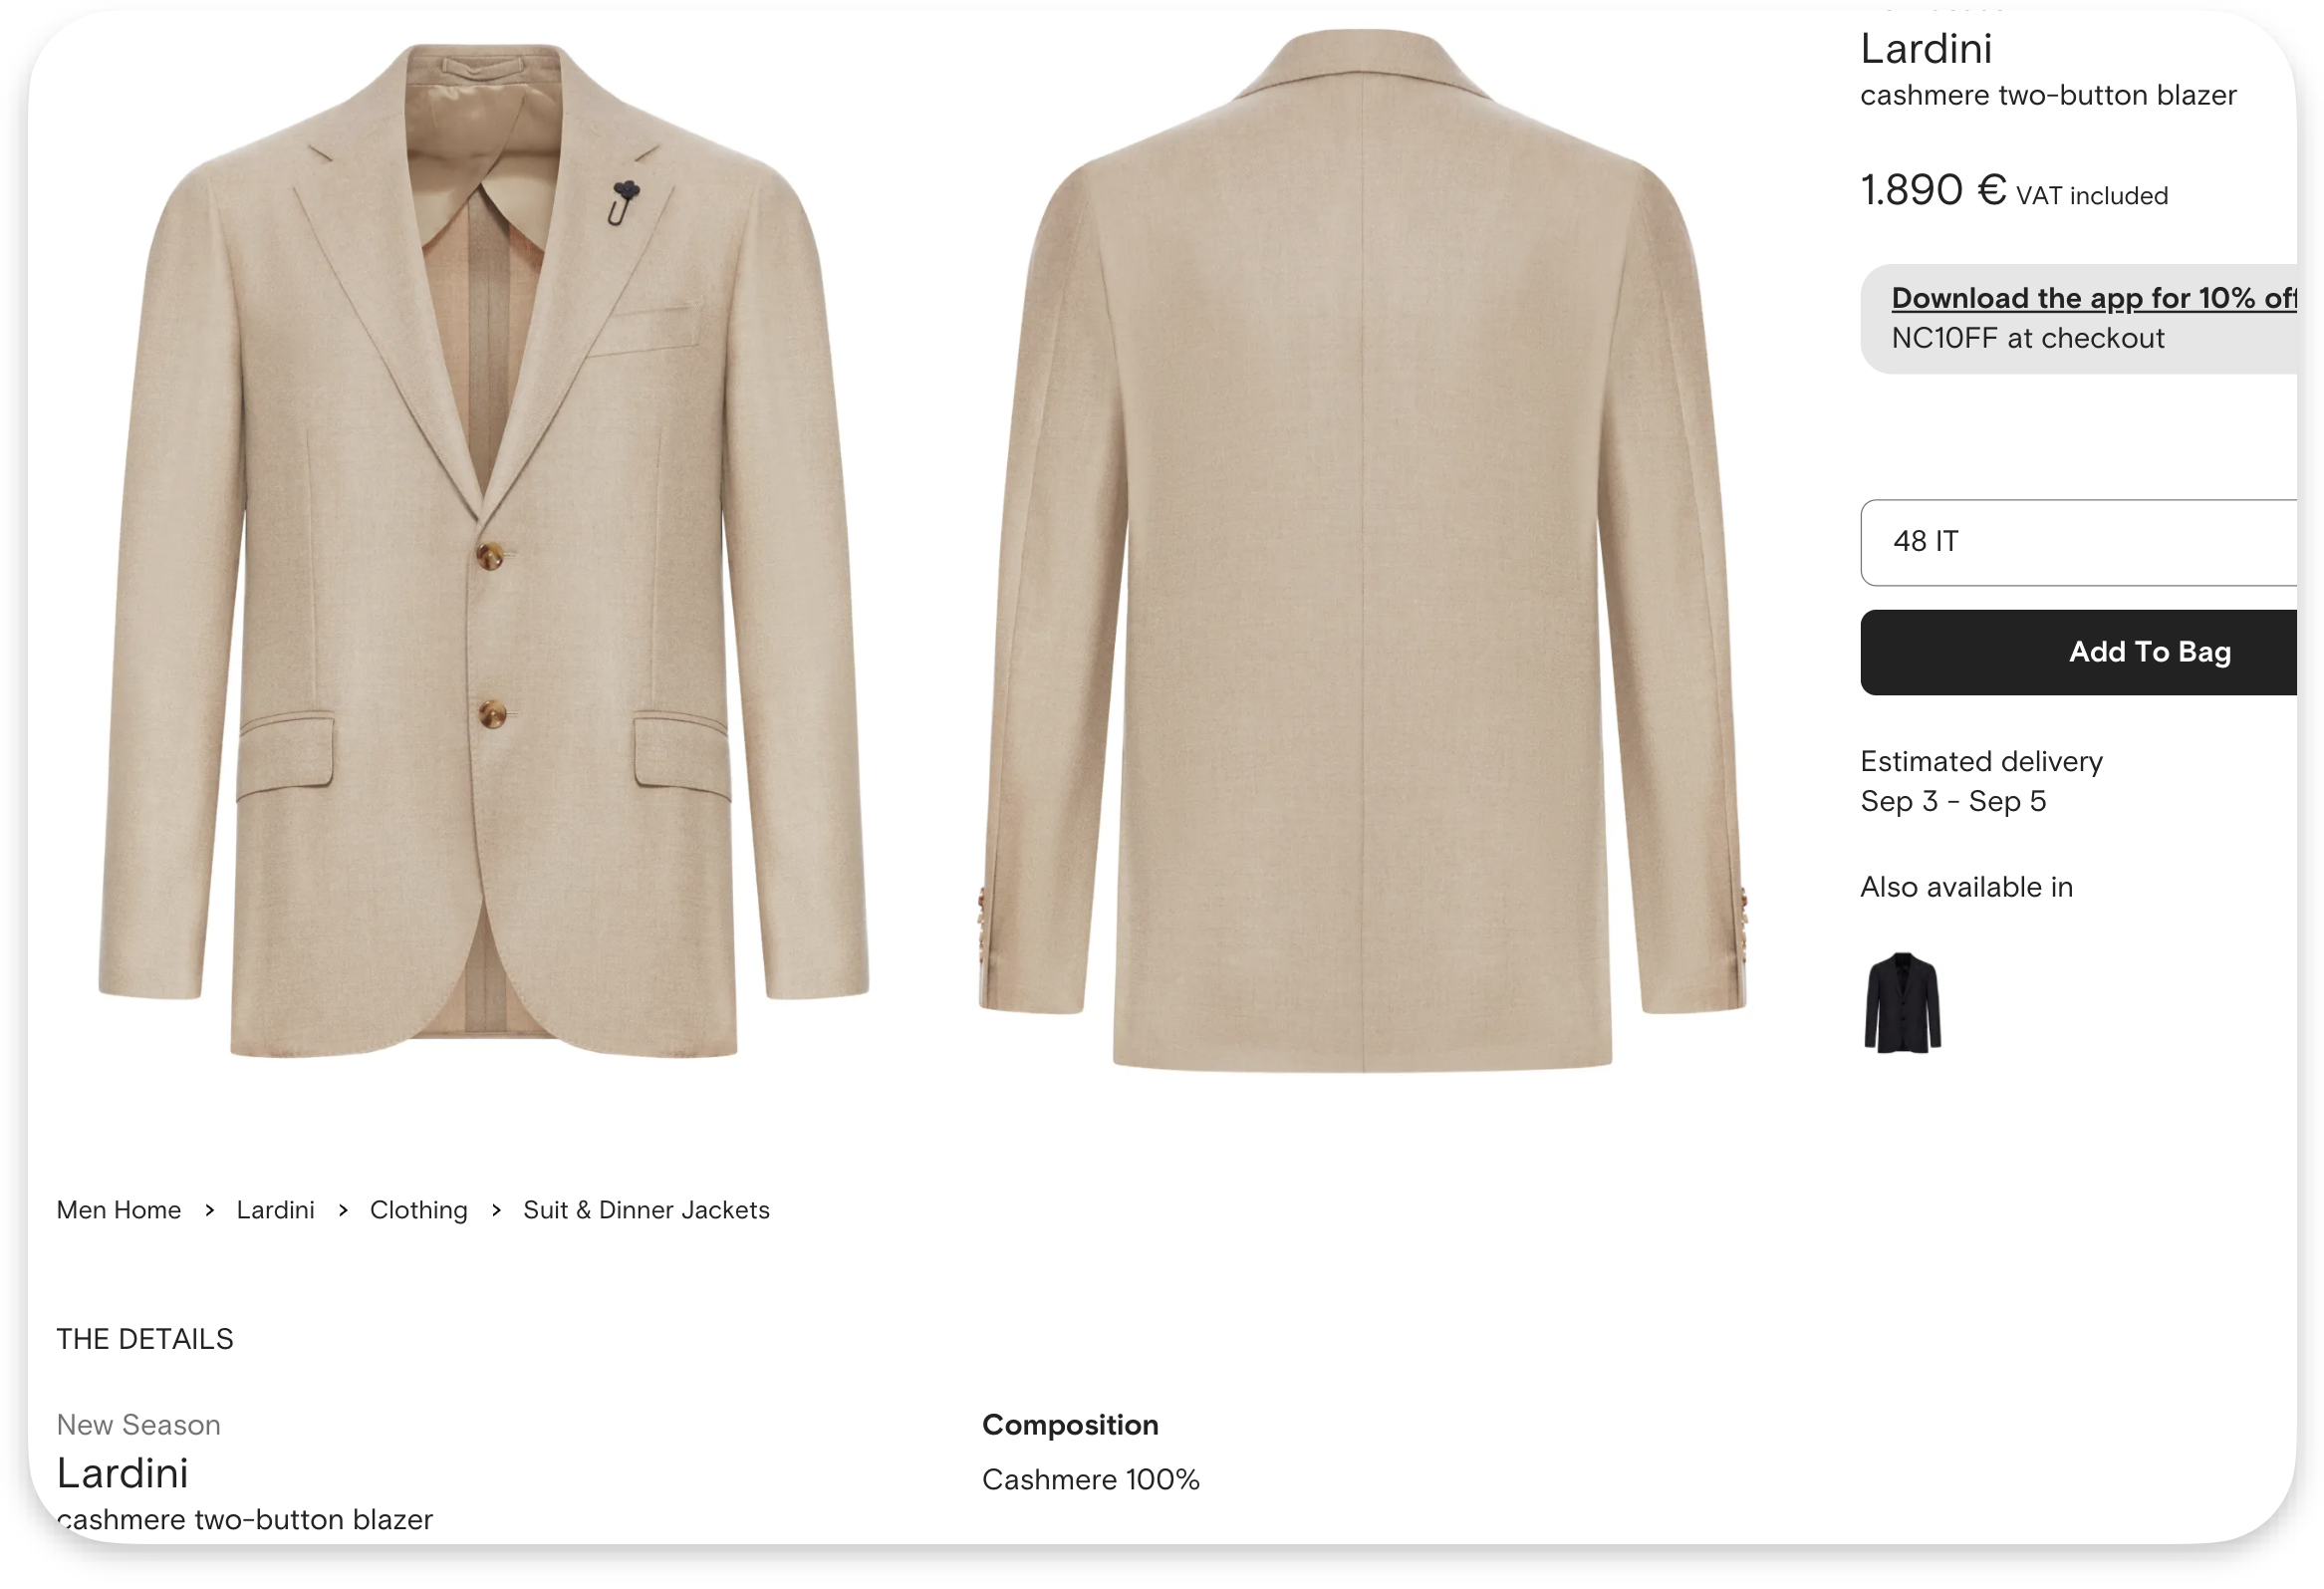 Lardini
cashmere two-button blazer
1.890 € VAT included
Download the app for 10% off
NC10FF at checkout
48 IT
Add To Bag
Estimated delivery
Sep 3 - Sep 5
Also available in
Men Home > Lardini > Clothing > Suit & Dinner Jackets
THE DETAILS
New Season
Lardini
cashmere two-button blazer
Composition
Cashmere 100%